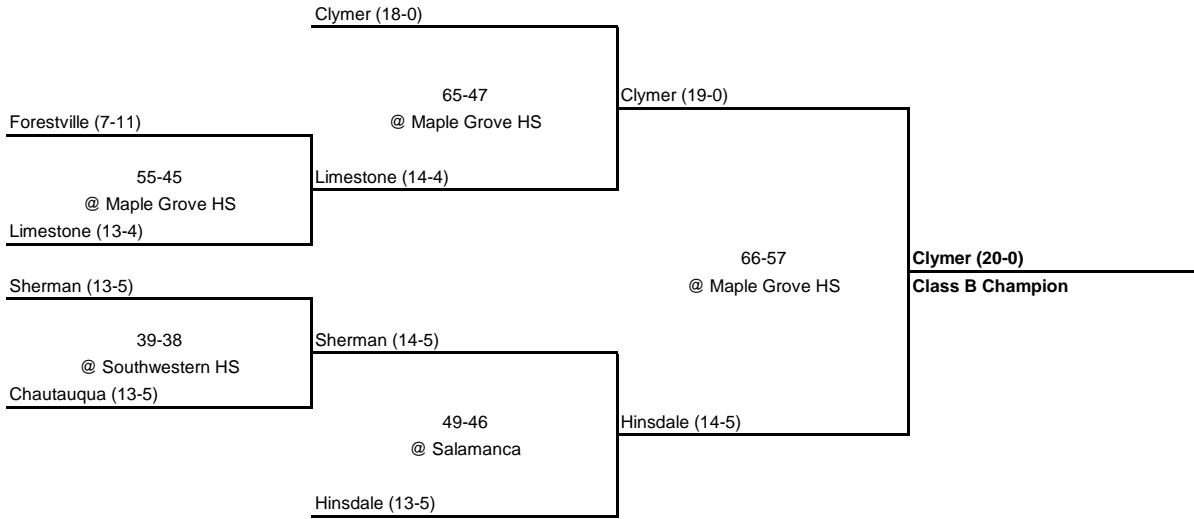 Clymer (18-0)
65-47
@ Maple Grove HS
Clymer (19-0)
Forestville (7-11)
55-45
@ Maple Grove HS
Limestone (14-4)
Limestone (13-4)
66-57
@ Maple Grove HS
Clymer (20-0)
Class B Champion
Sherman (13-5)
39-38
@ Southwestern HS
Sherman (14-5)
Chautauqua (13-5)
49-46
@ Salamanca
Hinsdale (14-5)
Hinsdale (13-5)